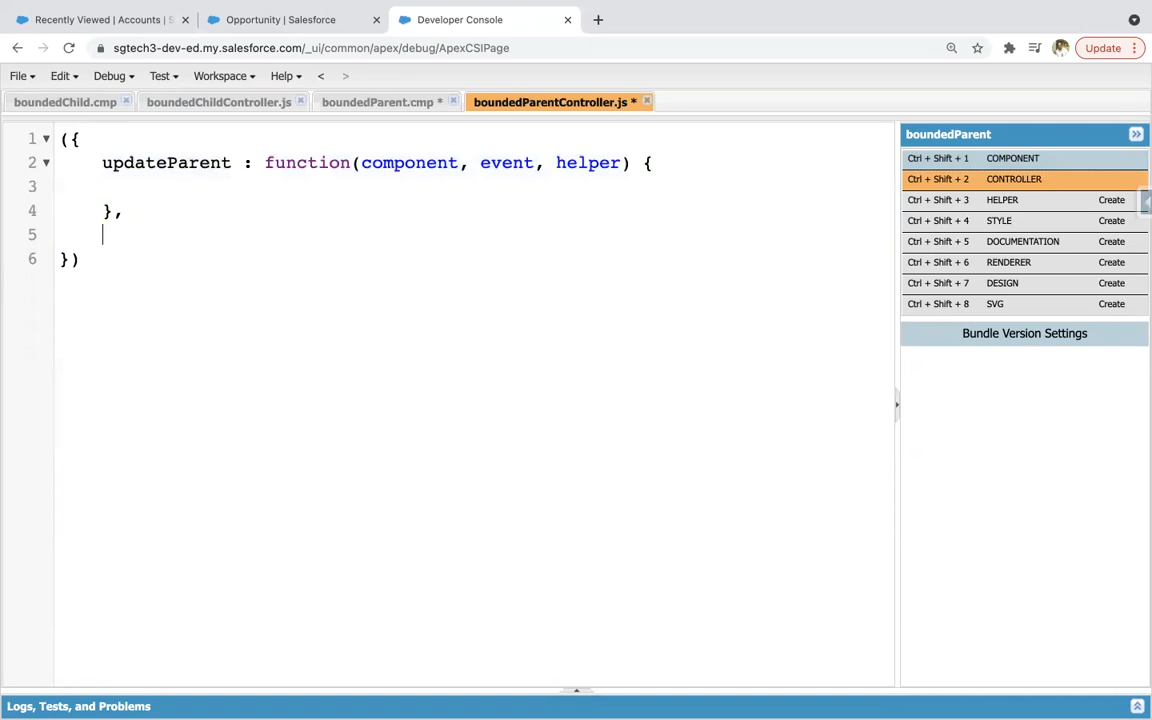 Recently Viewed | Accounts | S
Opportunity | Salesforce
Developer Console
sgtech3-dev-ed.my.salesforce.com/_ui/common/apex/debug/ApexCSIPage
Update
File Edit Debug Test Workspace Help < >
boundedChild.cmp boundedChildController.js boundedParent.cmp * boundedParentController.js *
1 ({
2 updateParent : function(component, event, helper) {
3
4 },
5
6 })
boundedParent
Ctrl + Shift + 1 COMPONENT
Ctrl + Shift + 2 CONTROLLER
Ctrl + Shift + 3 HELPER Create
Ctrl + Shift + 4 STYLE Create
Ctrl + Shift + 5 DOCUMENTATION Create
Ctrl + Shift + 6 RENDERER Create
Ctrl + Shift + 7 DESIGN Create
Ctrl + Shift + 8 SVG Create
Bundle Version Settings
Logs, Tests, and Problems